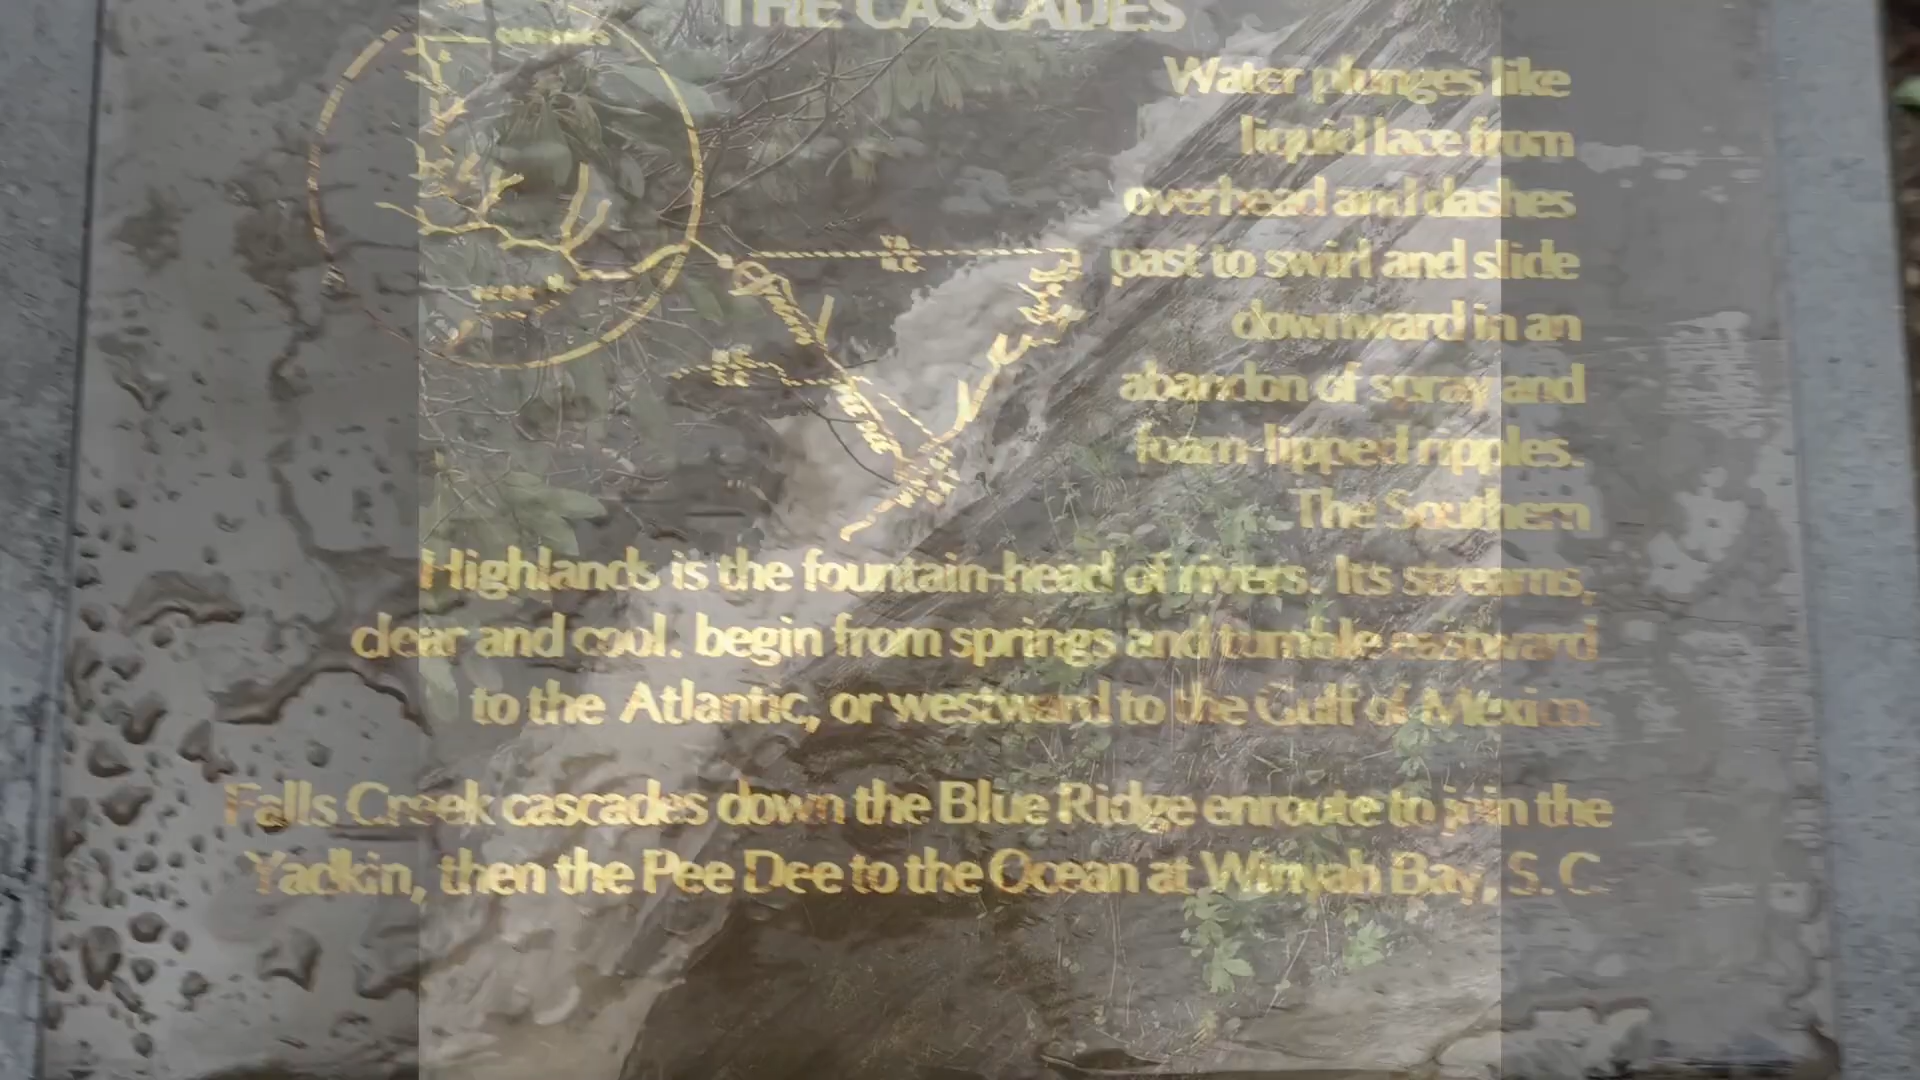 THE CASCADES
Water plunges like
liquid lace from
overhead and dashes
past to swirl and slide
downward in an
abandon of spray and
foam-lipped ripples.
The Southern
Highlands is the fountain-head of rivers. Its streams,
clear and cool, begin from springs and tumble eastward
to the Atlantic, or westward to the Gulf of Mexico.
Falls Creek cascades down the Blue Ridge enroute to join the
Yadkin, then the Pee Dee to the Ocean at Winyah Bay, S.C.
VA.
N.C.
PEE DEE